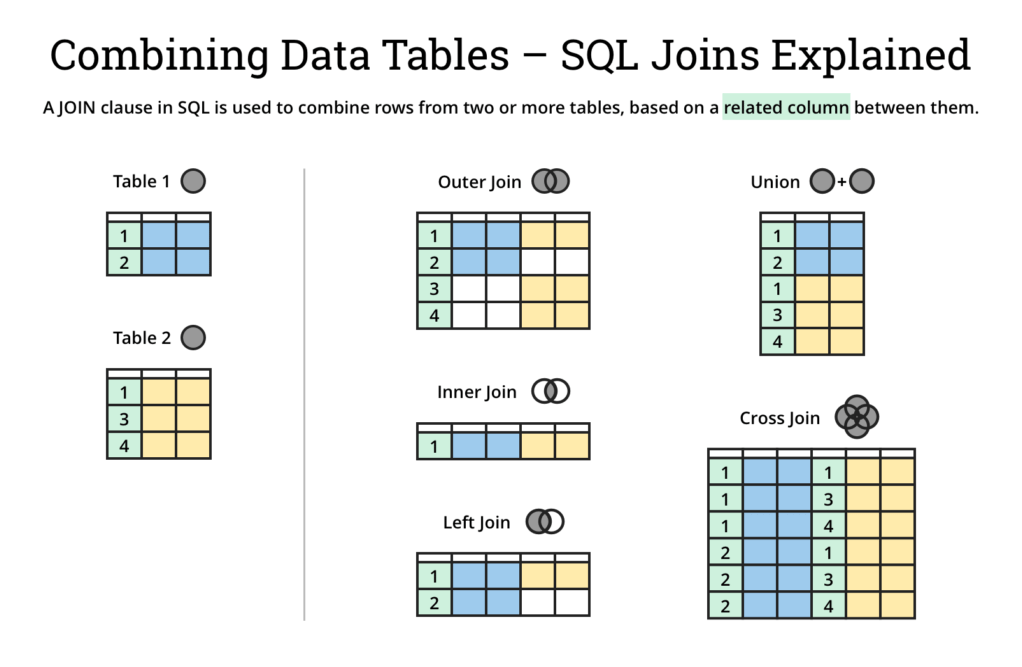 Combining Data Tables – SQL Joins Explained
A JOIN clause in SQL is used to combine rows from two or more tables, based on a related column between them.
Table 1
1
2
Table 2
1
3
4
Outer Join
1
2
3
4
Inner Join
1
Left Join
1
2
Union +
1
2
1
3
4
Cross Join
1 1
1 3
1 4
2 1
2 3
2 4